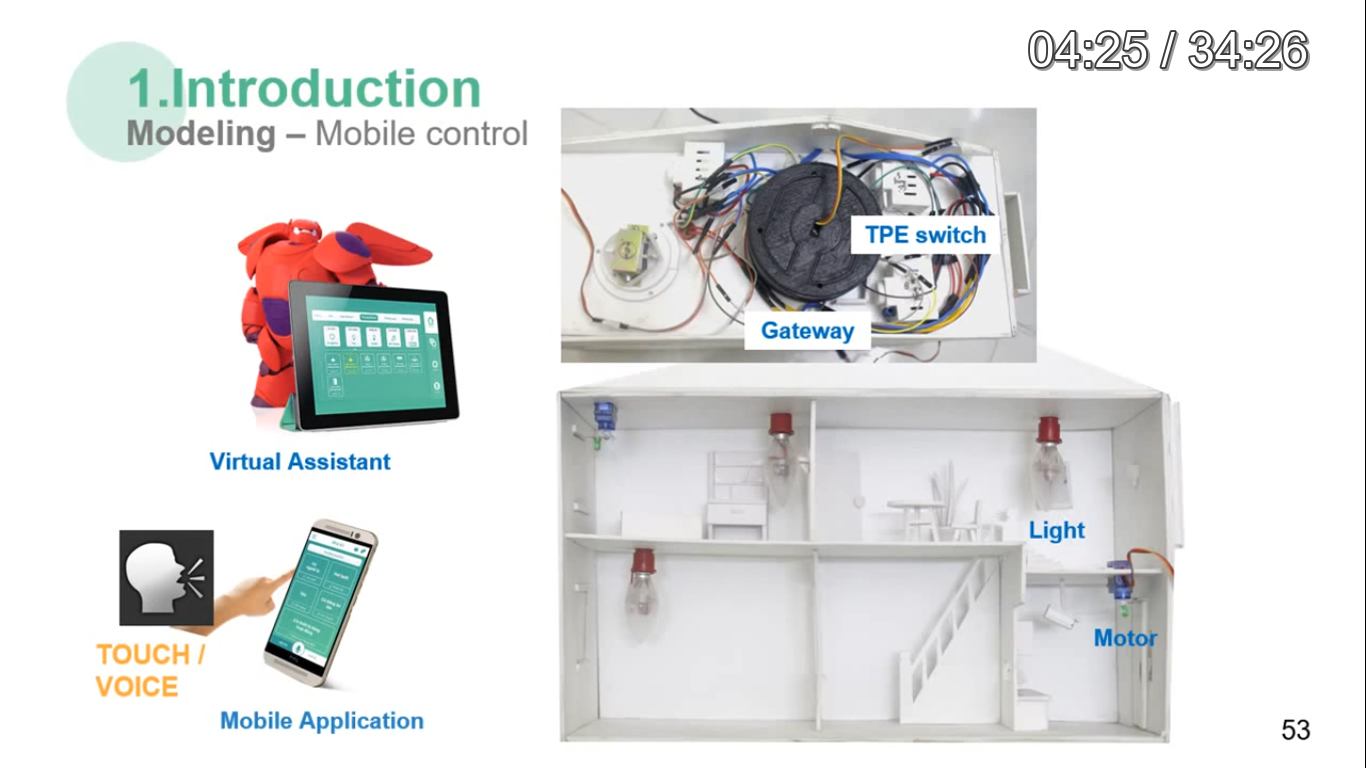 04:25 / 34:26
1.Introduction
Modeling – Mobile control
TPE switch
Gateway
Virtual Assistant
Light
Motor
TOUCH /
VOICE
Mobile Application
53